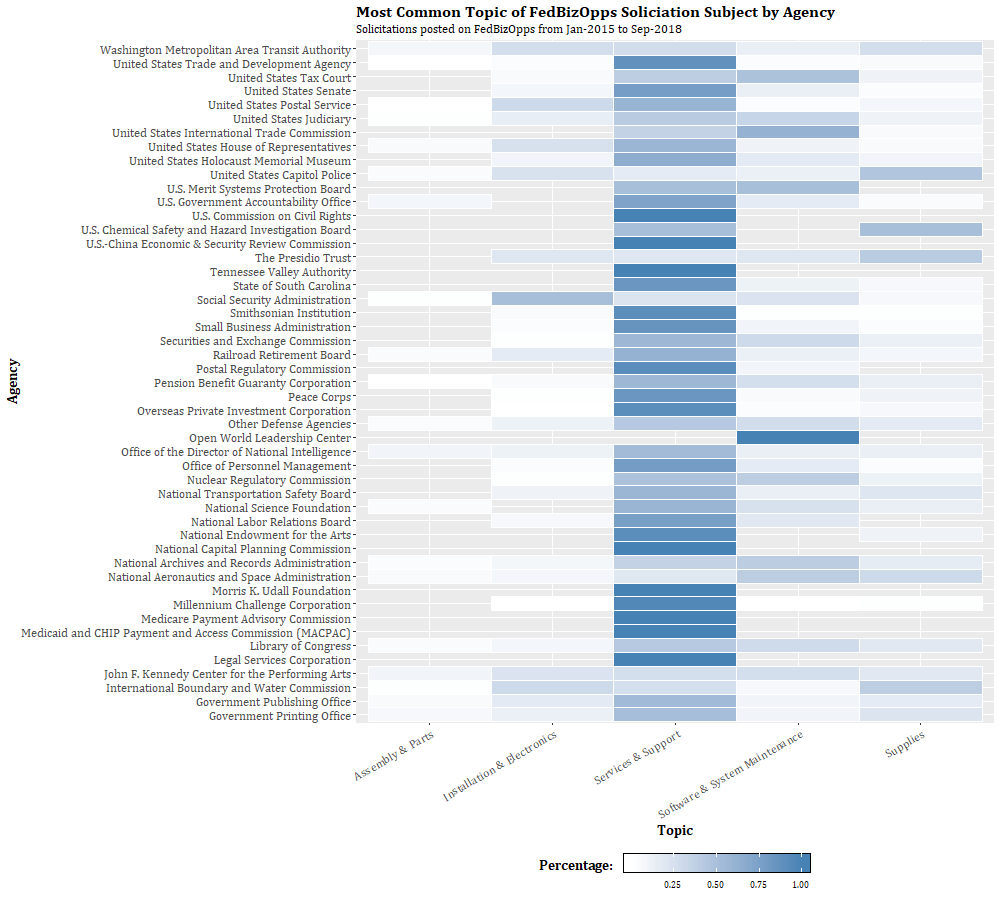 Most Common Topic of FedBizOpps Soliciation Subject by Agency
Solicitations posted on FedBizOpps from Jan-2015 to Sep-2018
Agency
Washington Metropolitan Area Transit Authority
United States Trade and Development Agency
United States Tax Court
United States Senate
United States Postal Service
United States Judiciary
United States International Trade Commission
United States House of Representatives
United States Holocaust Memorial Museum
United States Capitol Police
U.S. Merit Systems Protection Board
U.S. Government Accountability Office
U.S. Commission on Civil Rights
U.S. Chemical Safety and Hazard Investigation Board
U.S.-China Economic & Security Review Commission
The Presidio Trust
Tennessee Valley Authority
State of South Carolina
Social Security Administration
Smithsonian Institution
Small Business Administration
Securities and Exchange Commission
Railroad Retirement Board
Postal Regulatory Commission
Pension Benefit Guaranty Corporation
Peace Corps
Overseas Private Investment Corporation
Other Defense Agencies
Open World Leadership Center
Office of the Director of National Intelligence
Office of Personnel Management
Nuclear Regulatory Commission
National Transportation Safety Board
National Science Foundation
National Labor Relations Board
National Endowment for the Arts
National Capital Planning Commission
National Archives and Records Administration
National Aeronautics and Space Administration
Morris K. Udall Foundation
Millennium Challenge Corporation
Medicare Payment Advisory Commission
Medicaid and CHIP Payment and Access Commission (MACPAC)
Library of Congress
Legal Services Corporation
John F. Kennedy Center for the Performing Arts
International Boundary and Water Commission
Government Publishing Office
Government Printing Office
Assembly & Parts
Installation & Electronics
Services & Support
Software & System Maintenance
Supplies
Topic
Percentage:
0.25 0.50 0.75 1.00